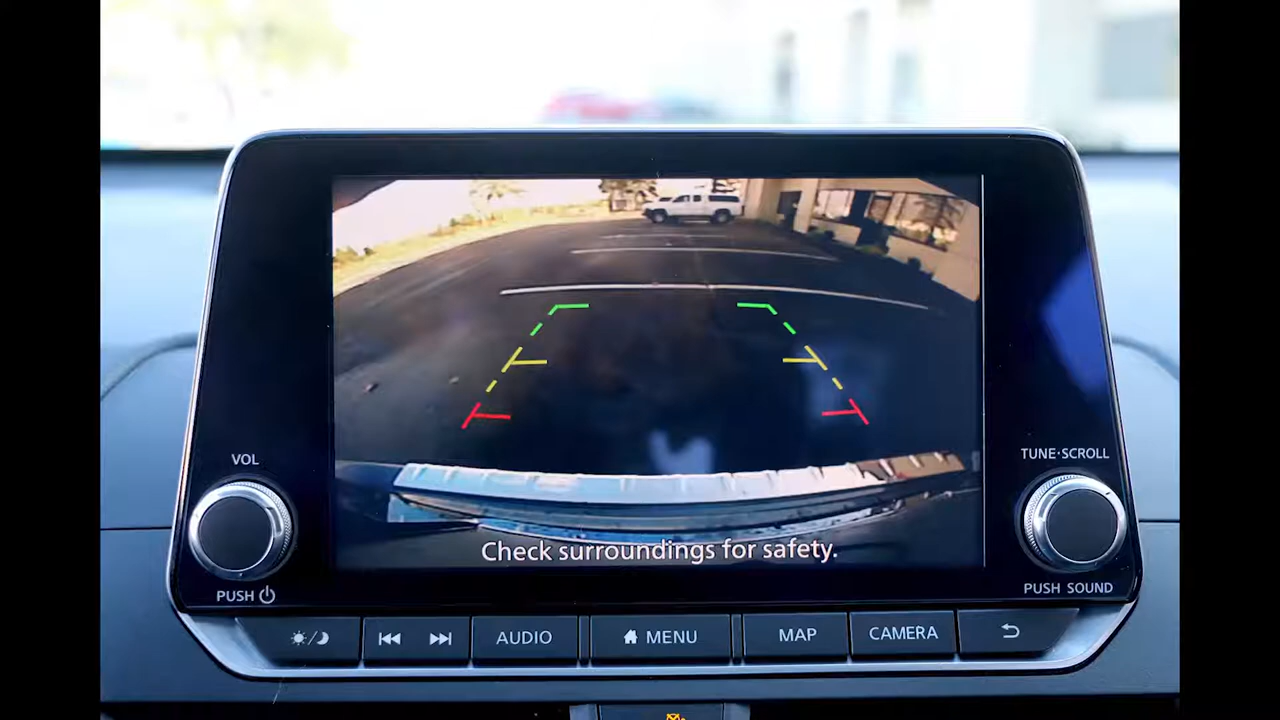 VOL
TUNE·SCROLL
Check surroundings for safety.
PUSH
PUSH SOUND
AUDIO
MENU
MAP
CAMERA